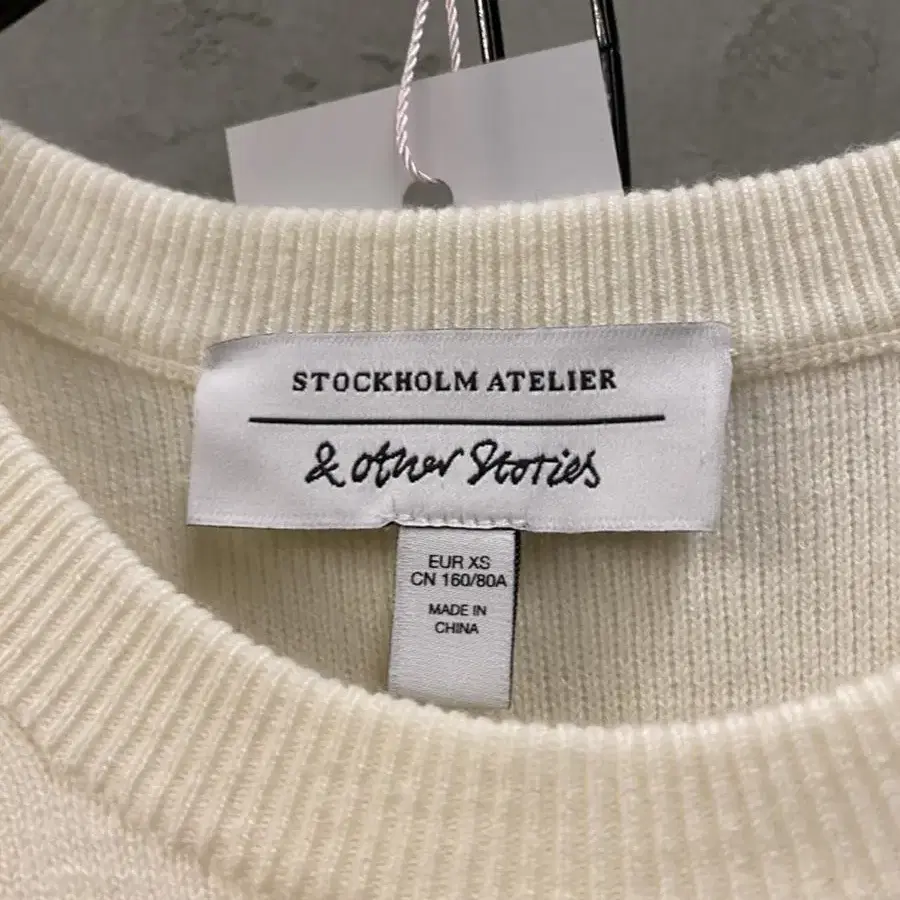 STOCKHOLM ATELIER
& other Stories
EUR XS
CN 160/80A
MADE IN
CHINA